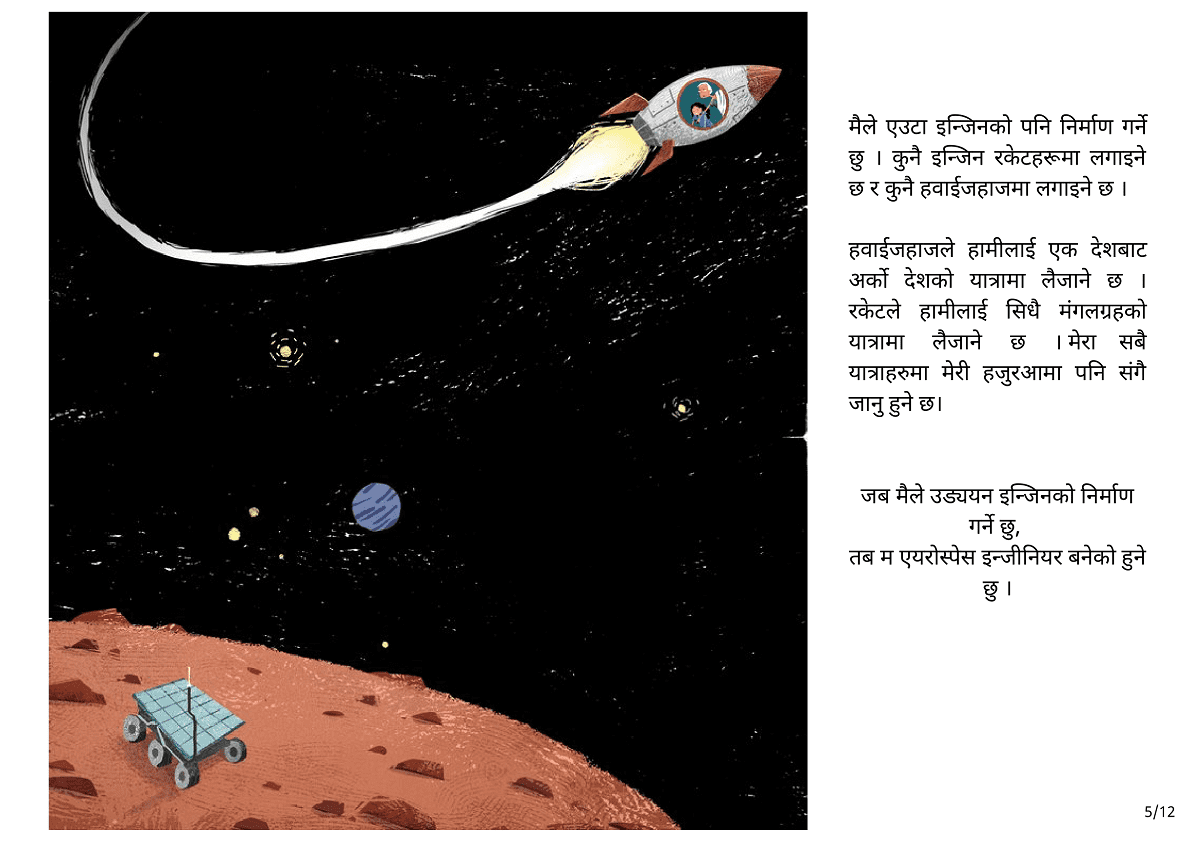 मैले एउटा इन्जिनको पनि निर्माण गर्ने
छु । कुनै इन्जिन रकेटहरूमा लगाइने
छ र कुनै हवाईजहाजमा लगाइने छ ।
हवाईजहाजले हामीलाई एक देशबाट
अर्को देशको यात्रामा लैजाने छ ।
रकेटले हामीलाई सिधै मंगलग्रहको
यात्रामा लैजाने छ । मेरा सबै
यात्राहरुमा मेरी हजुरआमा पनि संगै
जानु हुने छ।
जब मैले उड्ययन इन्जिनको निर्माण
गर्ने छु,
तब म एयरोस्पेस इन्जीनियर बनेको हुने
छु ।
5/12